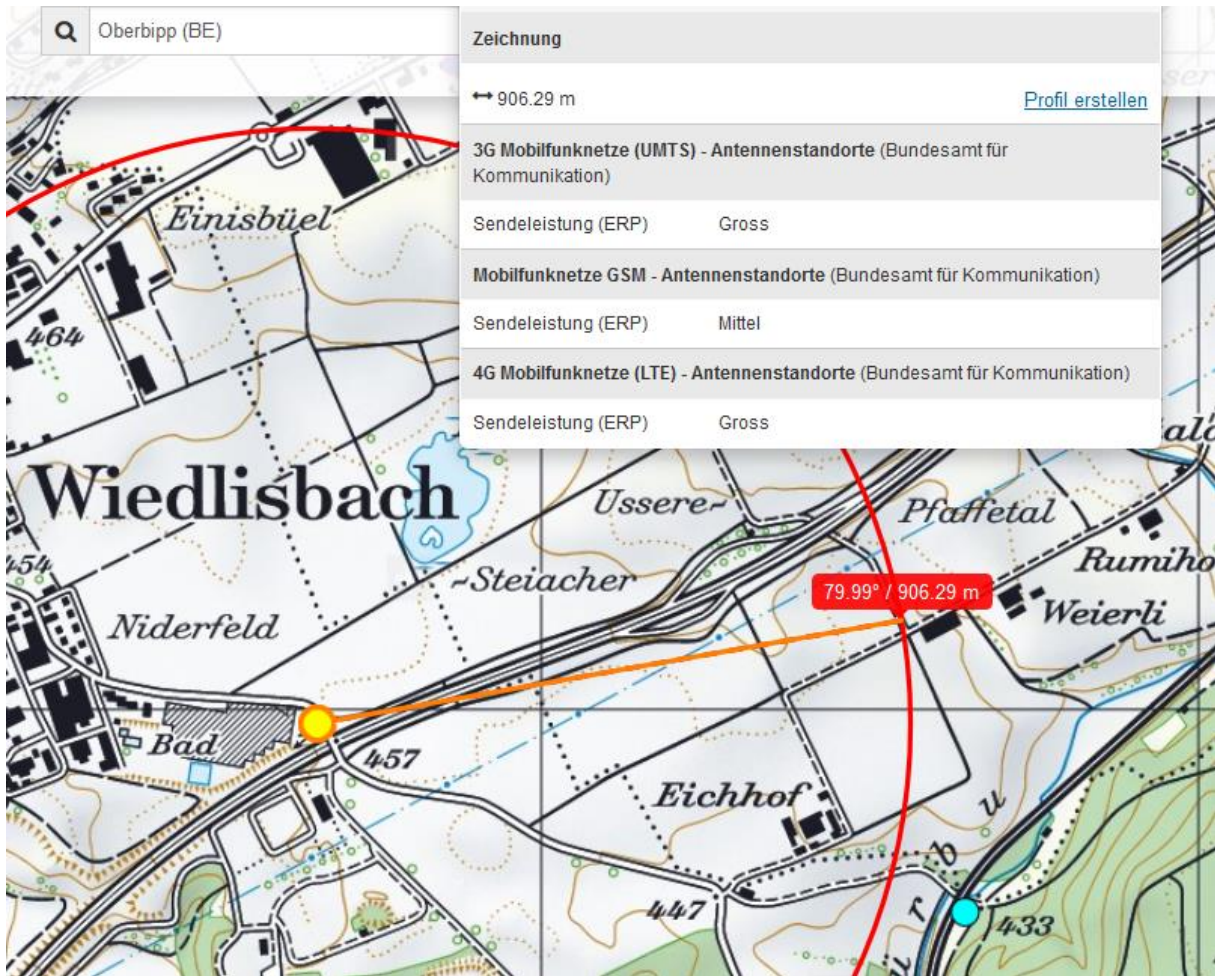 Oberbipp (BE)
Zeichnung
906.29 m
Profil erstellen
3G Mobilfunknetze (UMTS) - Antennenstandorte (Bundesamt für
Kommunikation)
Sendeleistung (ERP) Gross
Mobilfunknetze GSM - Antennenstandorte (Bundesamt für Kommunikation)
Sendeleistung (ERP) Mittel
4G Mobilfunknetze (LTE) - Antennenstandorte (Bundesamt für Kommunikation)
Sendeleistung (ERP) Gross
Einisbüel
464
Wiedlisbach
Ussere-
Pfaffetal
454
-Steiacher
Rumiho
79.99° / 906.29 m
Weierli
Niderfeld
Bad
457
Eichhof
447
433
ü r b u